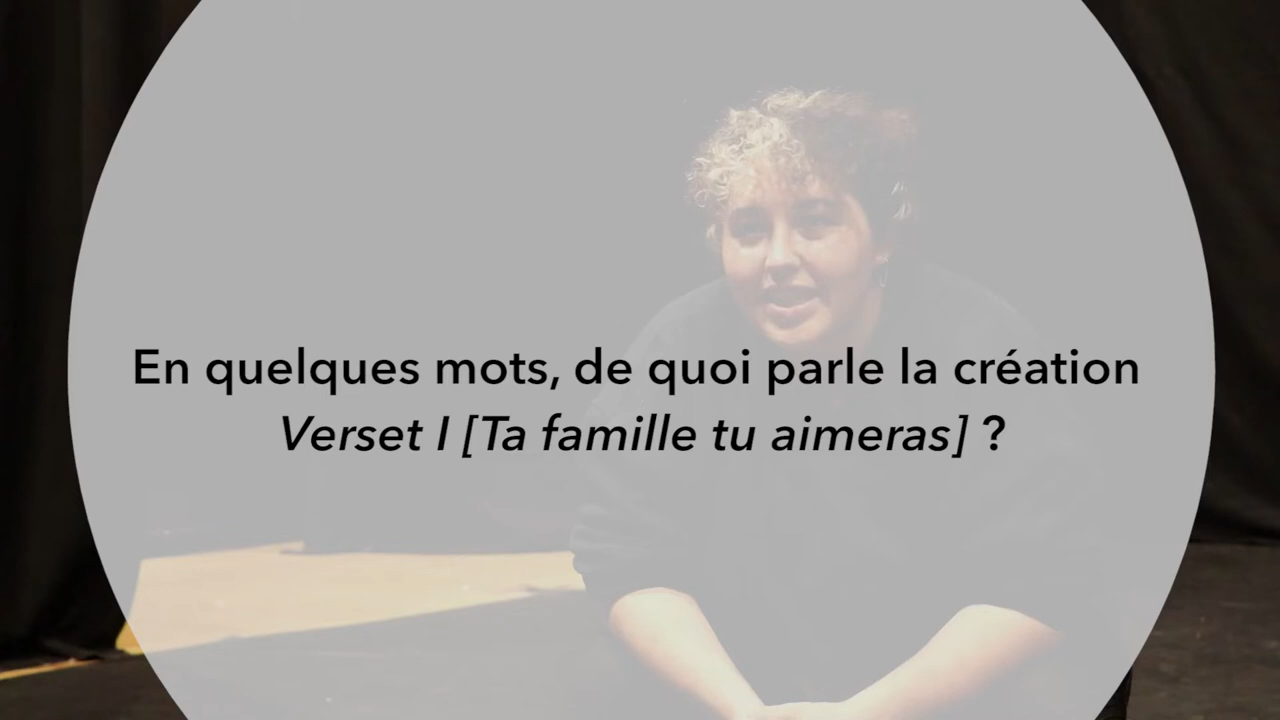 En quelques mots, de quoi parle la création
Verset I [Ta famille tu aimeras] ?